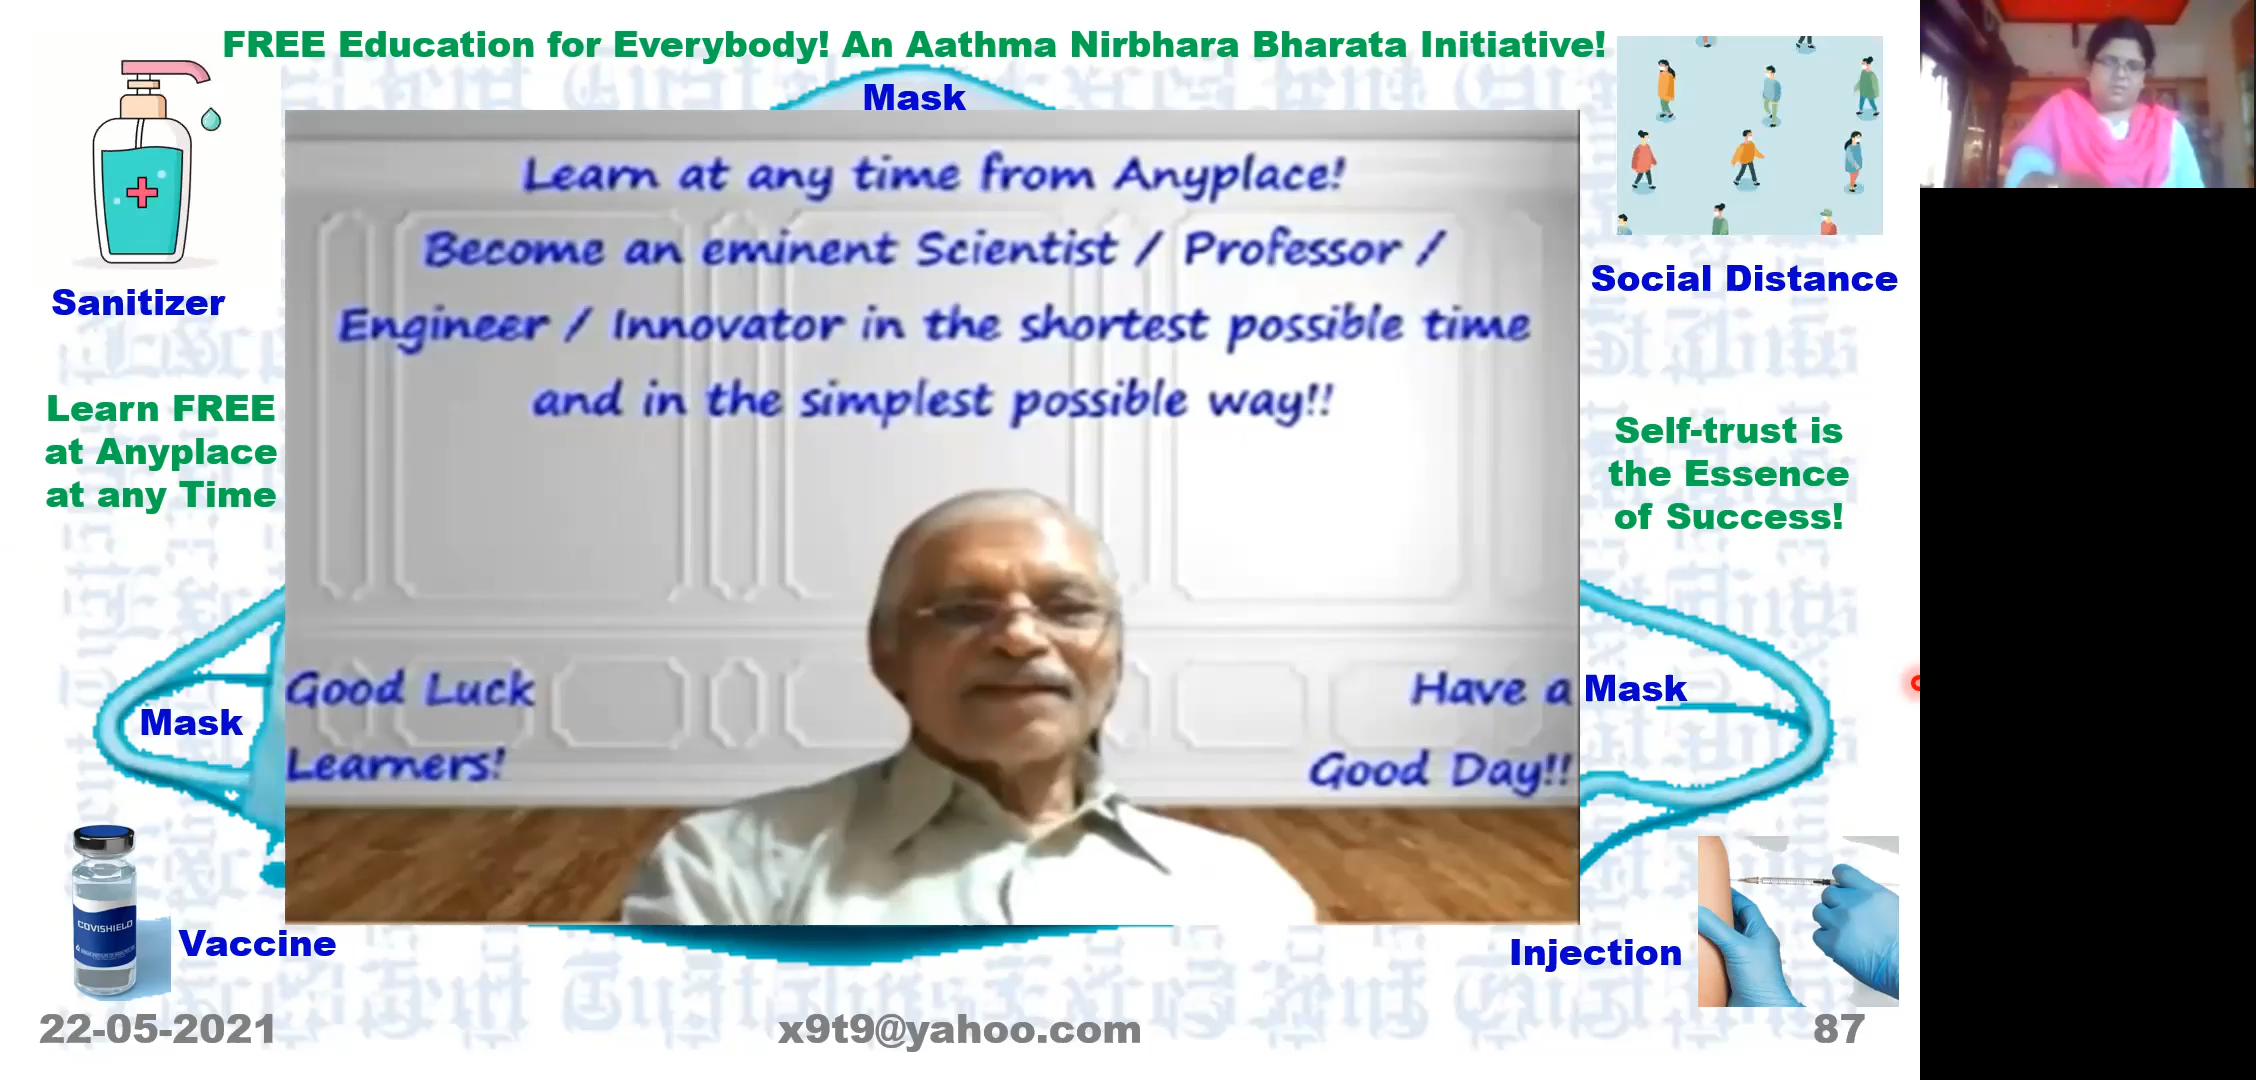 FREE Education for Everybody! An Aathma Nirbhara Bharata Initiative!
Mask
Learn at any time from Anyplace!
Become an eminent Scientist / Professor /
Engineer / Innovator in the shortest possible time
and in the simplest possible way!!
Sanitizer
Social Distance
Learn FREE
at Anyplace
at any Time
Self-trust is
the Essence
of Success!
Good Luck
Learners!
Have a
Good Day!!
Mask
Mask
COVISHIELD
Vaccine
Injection
22-05-2021
x9t9@yahoo.com
87